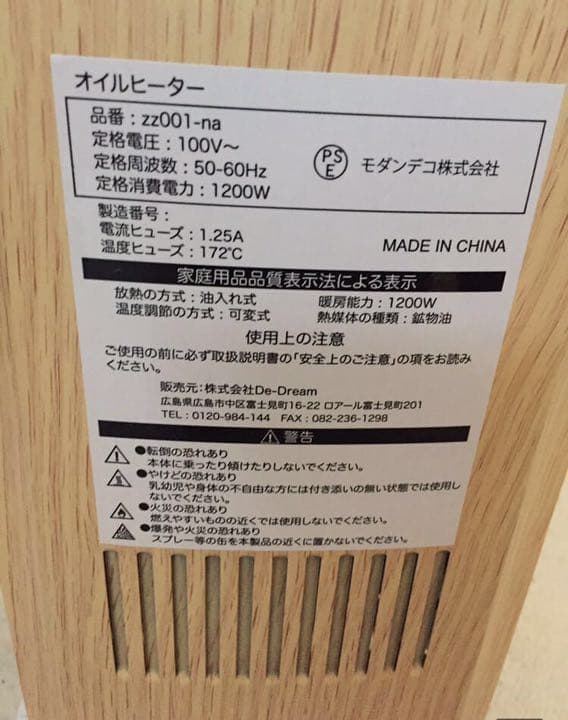 オイルヒーター
品番：zz001-na
定格電圧：100V～
定格周波数：50-60Hz
定格消費電力：1200W
PSE
モダンデコ株式会社
製造番号：
電流ヒューズ：1.25A
温度ヒューズ：172℃
MADE IN CHINA
家庭用品品質表示法による表示
放熱の方式：油入れ式　暖房能力：1200W
温度調節の方式：可変式　熱媒体の種類：鉱物油
使用上の注意
ご使用の前に必ず取扱説明書の「安全上のご注意」の項をお読み
ください。
販売元：株式会社De-Dream
広島県広島市中区富士見町16-22 ロアール富士見町201
TEL：0120-984-144　FAX：082-236-1298
警告
●転倒の恐れあり
本体に乗ったり傾けたりしないでください。
●やけどの恐れあり
乳幼児や身体の不自由な方には付き添いの無い状態では使用し
ないでください。
●火災の恐れあり
燃えやすいものの近くでは使用しないでください。
●爆発や火災の恐れあり
スプレー等の缶を本製品の近くに置かないでください。